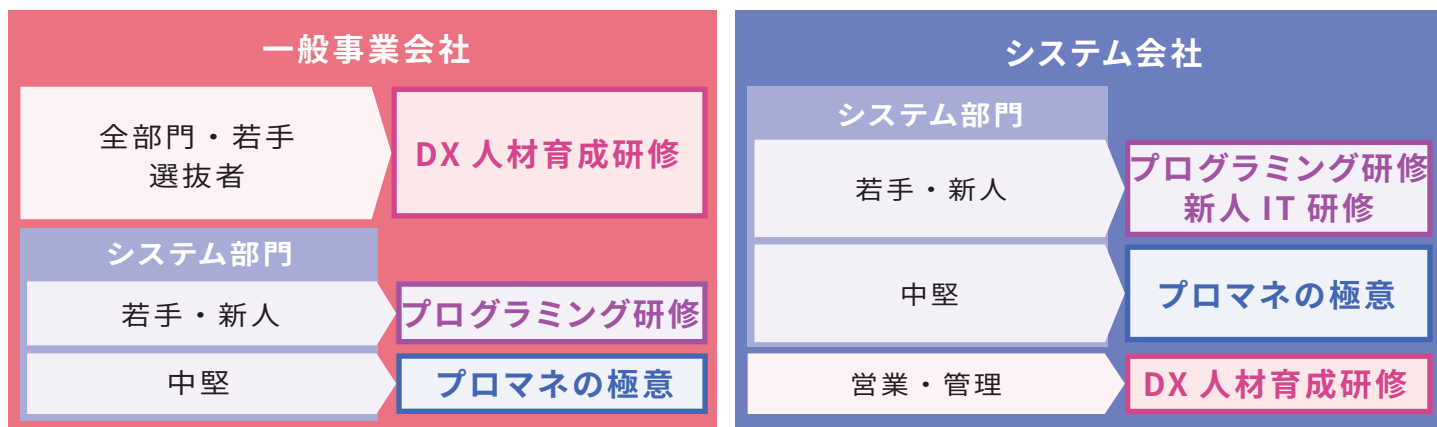 一般事業会社
全部門・若手
選抜者
DX 人材育成研修
システム部門
若手・新人
プログラミング研修
中堅
プロマネの極意
システム会社
システム部門
若手・新人
プログラミング研修
新人 IT 研修
中堅
プロマネの極意
営業・管理
DX 人材育成研修